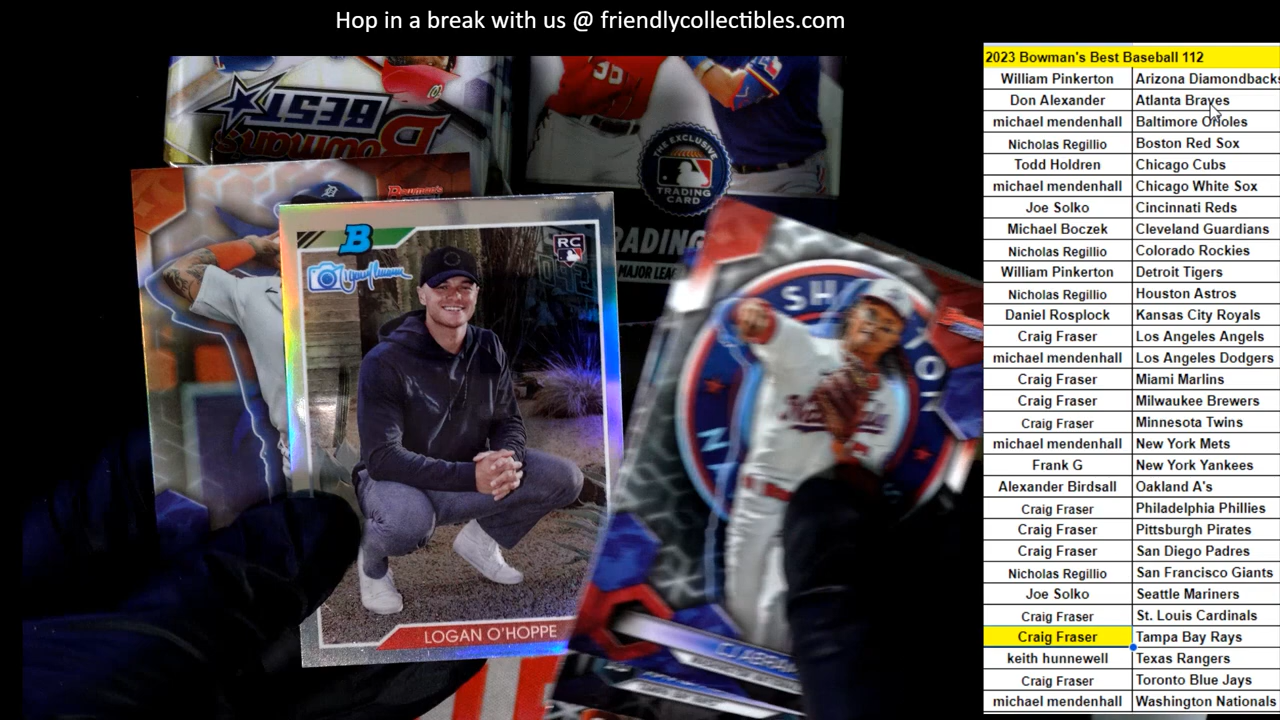 Hop in a break with us @ friendlycollectibles.com
2023 Bowman's Best Baseball 112
William Pinkerton Arizona Diamondbacks
Don Alexander Atlanta Braves
michael mendenhall Baltimore Orioles
Nicholas Regillio Boston Red Sox
Todd Holdren Chicago Cubs
michael mendenhall Chicago White Sox
Joe Solko Cincinnati Reds
Michael Boczek Cleveland Guardians
Nicholas Regillio Colorado Rockies
William Pinkerton Detroit Tigers
Nicholas Regillio Houston Astros
Daniel Rosplock Kansas City Royals
Craig Fraser Los Angeles Angels
michael mendenhall Los Angeles Dodgers
Craig Fraser Miami Marlins
Craig Fraser Milwaukee Brewers
Craig Fraser Minnesota Twins
michael mendenhall New York Mets
Frank G New York Yankees
Alexander Birdsall Oakland A's
Craig Fraser Philadelphia Phillies
Craig Fraser Pittsburgh Pirates
Craig Fraser San Diego Padres
Nicholas Regillio San Francisco Giants
Joe Solko Seattle Mariners
Craig Fraser St. Louis Cardinals
Craig Fraser Tampa Bay Rays
keith hunnewell Texas Rangers
Craig Fraser Toronto Blue Jays
michael mendenhall Washington Nationals
Bowman's
BEST
35
THE EXCLUSIVE
TRADING
CARD
TRADING
MAJOR LEA
Bowman's
B
RC
LOGAN O'HOPPE